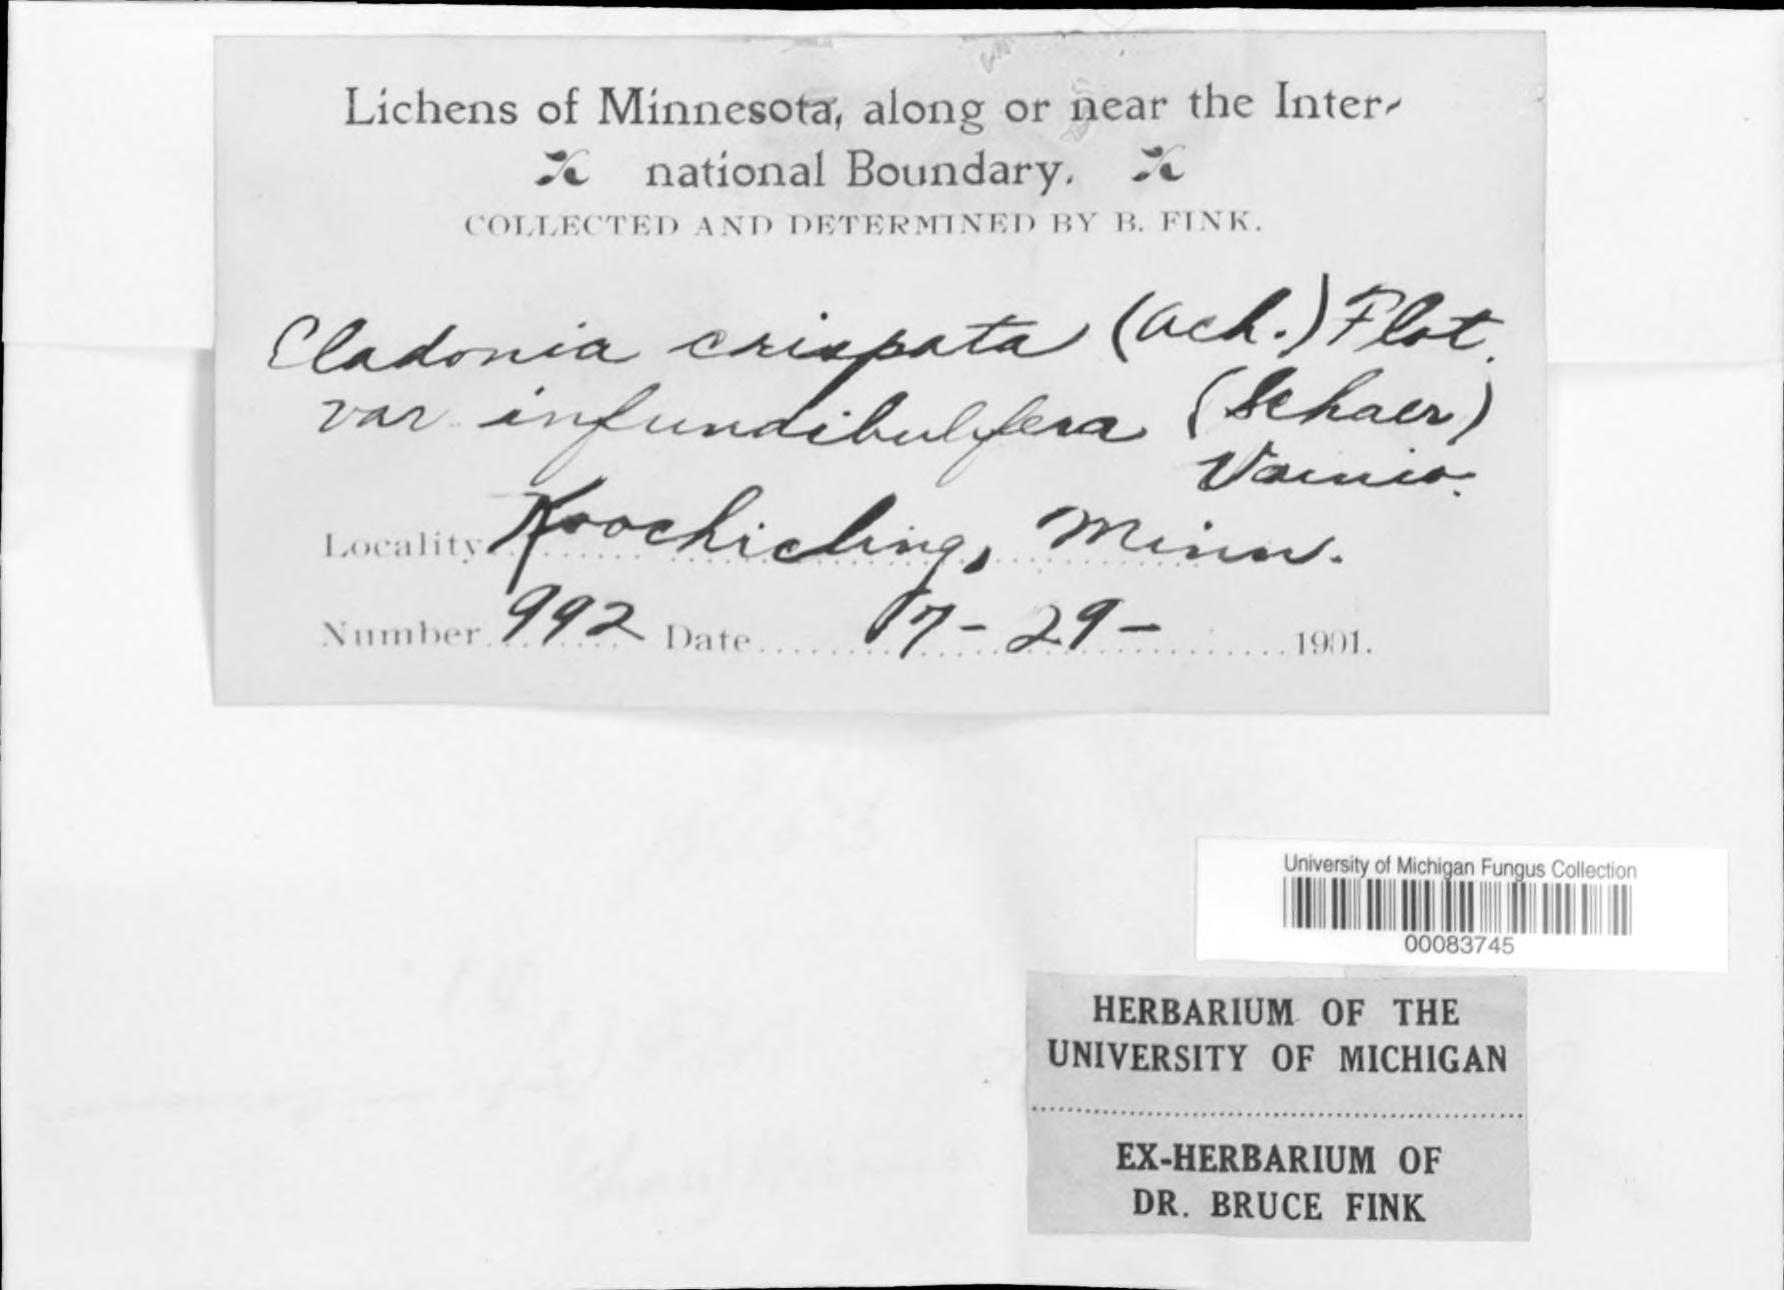 Lichens of Minnesota, along or near the Inter-
national Boundary.
COLLECTED AND DETERMINED BY B. FINK.
Cladonia crispata (Ach.) Flot.
var. infundibulifera (Schaer)
Vainio.
Locality Koochiching, Minn.
Number 992 Date 7-29- 1901.
University of Michigan Fungus Collection
00083745
HERBARIUM OF THE
UNIVERSITY OF MICHIGAN
EX-HERBARIUM OF
DR. BRUCE FINK